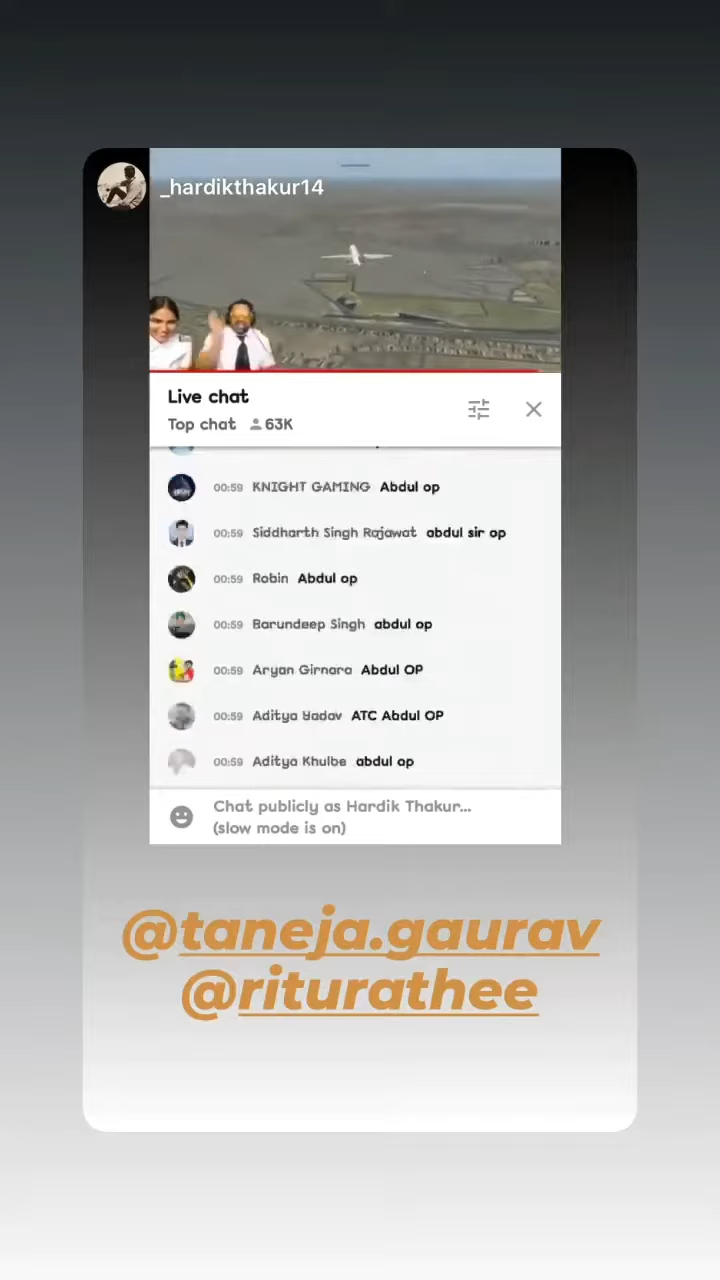 _hardikthakur14
Live chat
Top chat 63K
00:59 KNIGHT GAMING Abdul op
00:59 Siddharth Singh Rajawat abdul sir op
00:59 Robin Abdul op
00:59 Barundeep Singh abdul op
00:59 Aryan Girnara Abdul OP
00:59 Aditya Yadav ATC Abdul OP
00:59 Aditya Khulbe abdul op
Chat publicly as Hardik Thakur...
(slow mode is on)
@taneja.gaurav
@riturathee